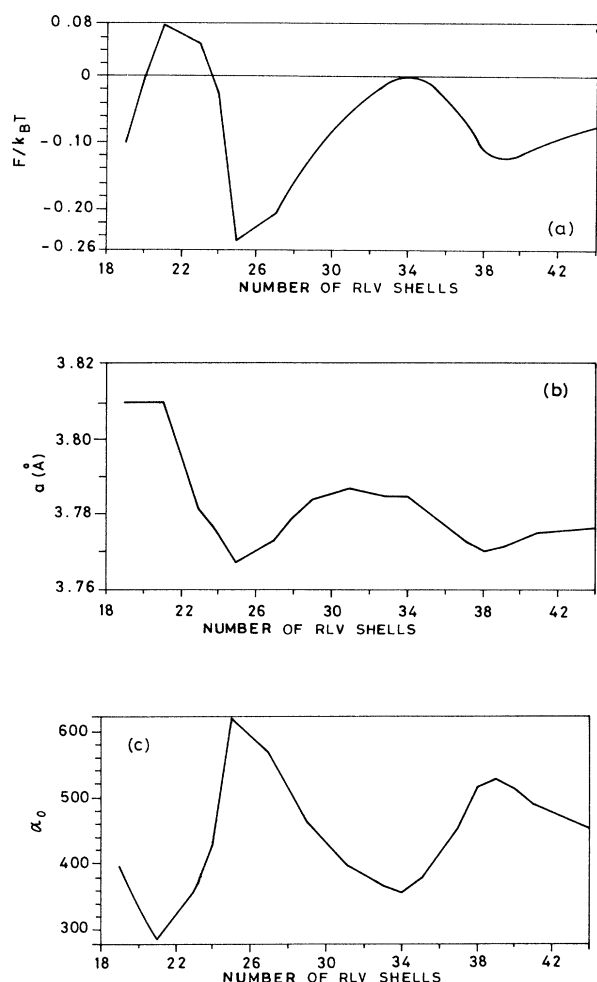 0.08
0
-0.10
-0.20
-0.26
F/kBT
(a)
18 22 26 30 34 38 42
NUMBER OF RLV SHELLS
3.82
3.80
3.78
3.76
a(Å)
(b)
18 22 26 30 34 38 42
NUMBER OF RLV SHELLS
600
500
400
300
α0
(c)
18 22 26 30 34 38 42
NUMBER OF RLV SHELLS